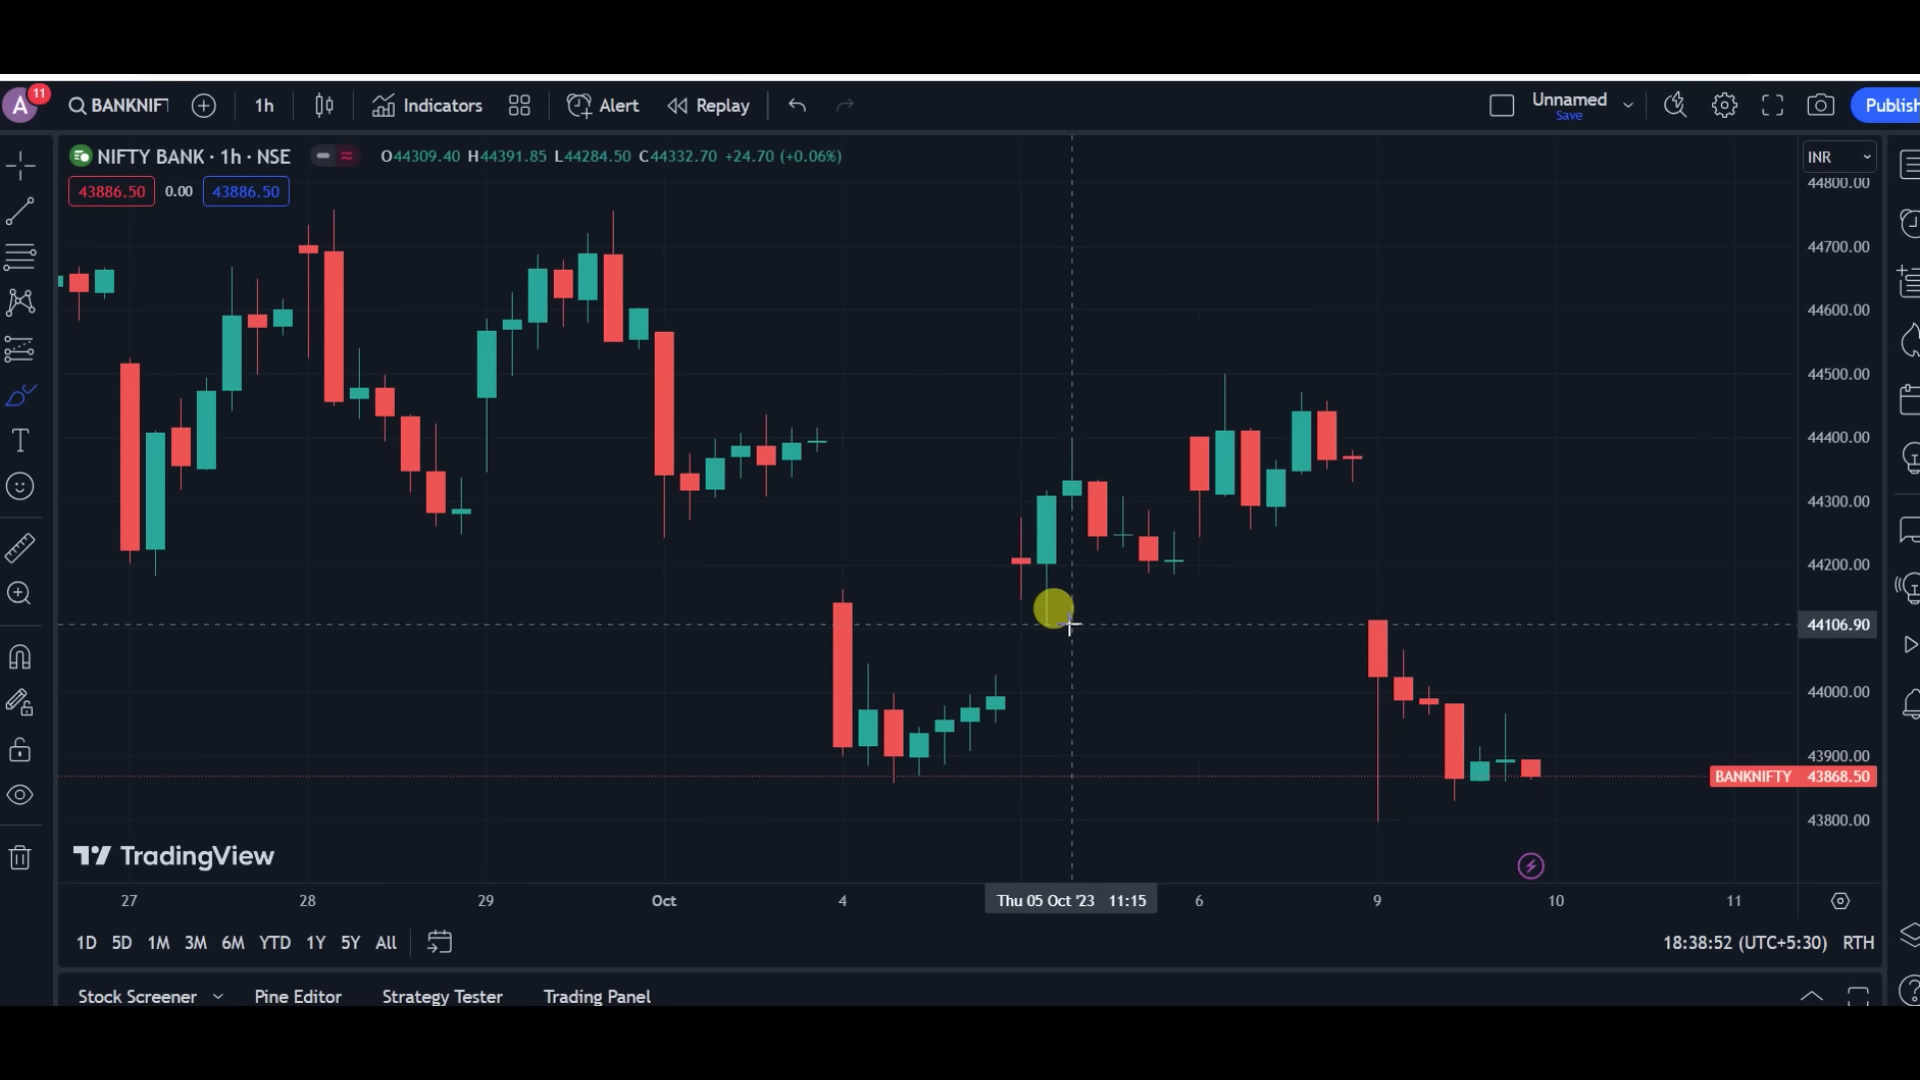 A 11 BANKNIFT 1h Indicators Alert Replay Unnamed Save Publish
NIFTY BANK · 1h · NSE O44309.40 H44391.85 L44284.50 C44332.70 +24.70 (+0.06%) INR
43886.50 0.00 43886.50
44800.00
44700.00
44600.00
44500.00
44400.00
44300.00
44200.00
44106.90
44000.00
43900.00
BANKNIFTY 43868.50
43800.00
TradingView
27 28 29 Oct 4 Thu 05 Oct '23 11:15 6 9 10 11
1D 5D 1M 3M 6M YTD 1Y 5Y All 18:38:52 (UTC+5:30) RTH
Stock Screener Pine Editor Strategy Tester Trading Panel